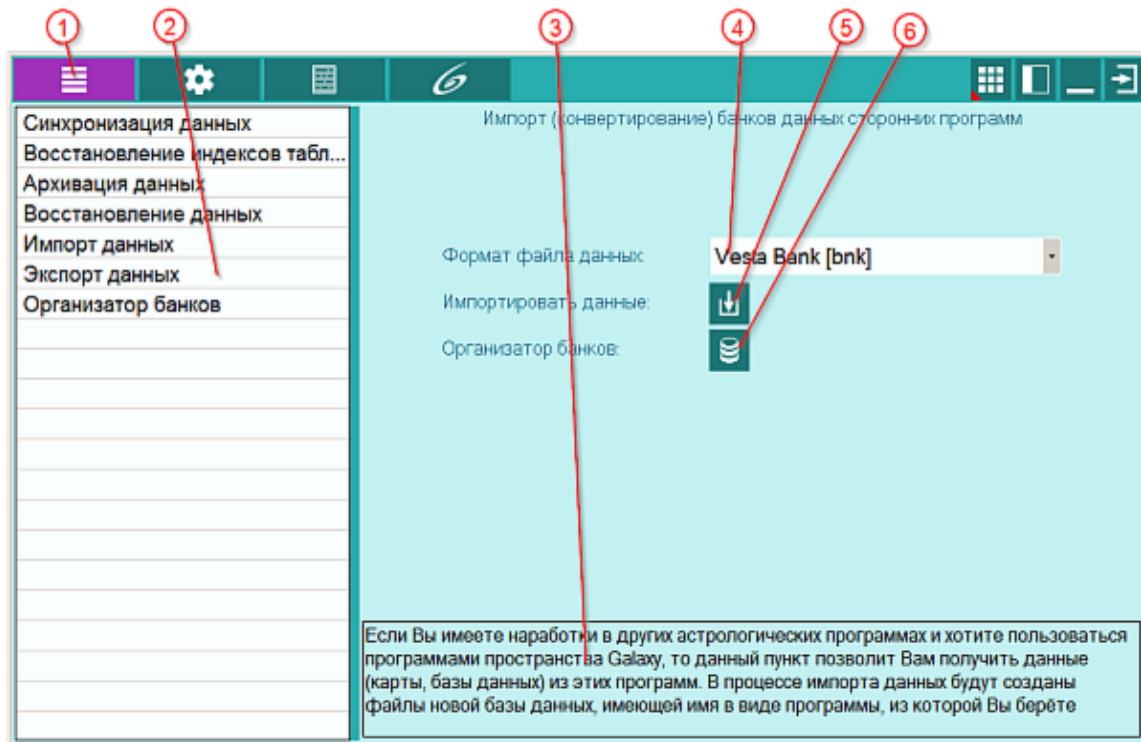 1 2 3 4 5 6
Импорт (конвертирование) банков данных сторонних программ
Синхронизация данных
Восстановление индексов табл...
Архивация данных
Восстановление данных
Импорт данных
Экспорт данных
Организатор банков
Формат файла данных: Vesta Bank [bnk]
Импортировать данные:
Организатор банков:
Если Вы имеете наработки в других астрологических программах и хотите пользоваться
программами пространства Galaxy, то данный пункт позволит Вам получить данные
(карты, базы данных) из этих программ. В процессе импорта данных будут созданы
файлы новой базы данных, имеющей имя в виде программы, из которой Вы берёте